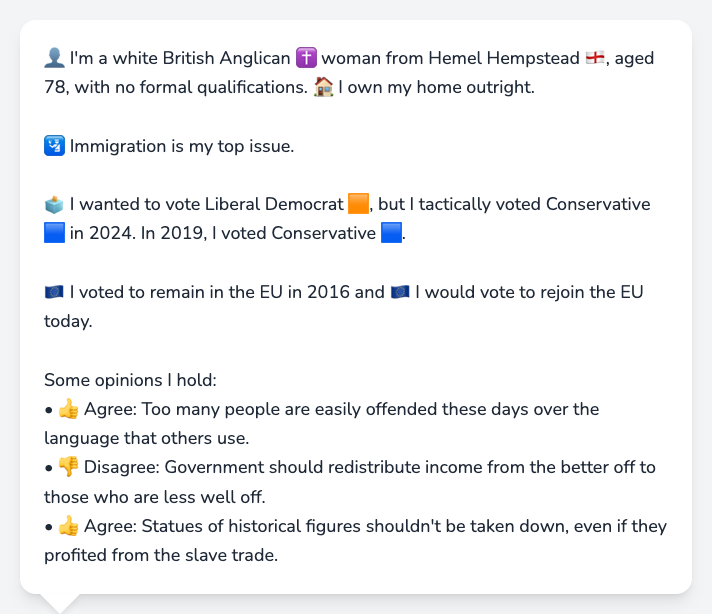 👤 I'm a white British Anglican ✝️ woman from Hemel Hempstead 🏴󠁧󠁢󠁥󠁮󠁧󠁿, aged
78, with no formal qualifications. 🏠 I own my home outright.
🛂 Immigration is my top issue.
🗳️ I wanted to vote Liberal Democrat 🟧, but I tactically voted Conservative
🟦 in 2024. In 2019, I voted Conservative 🟦.
🇪🇺 I voted to remain in the EU in 2016 and 🇪🇺 I would vote to rejoin the EU
today.
Some opinions I hold:
• 👍 Agree: Too many people are easily offended these days over the
language that others use.
• 👎 Disagree: Government should redistribute income from the better off to
those who are less well off.
• 👍 Agree: Statues of historical figures shouldn't be taken down, even if they
profited from the slave trade.